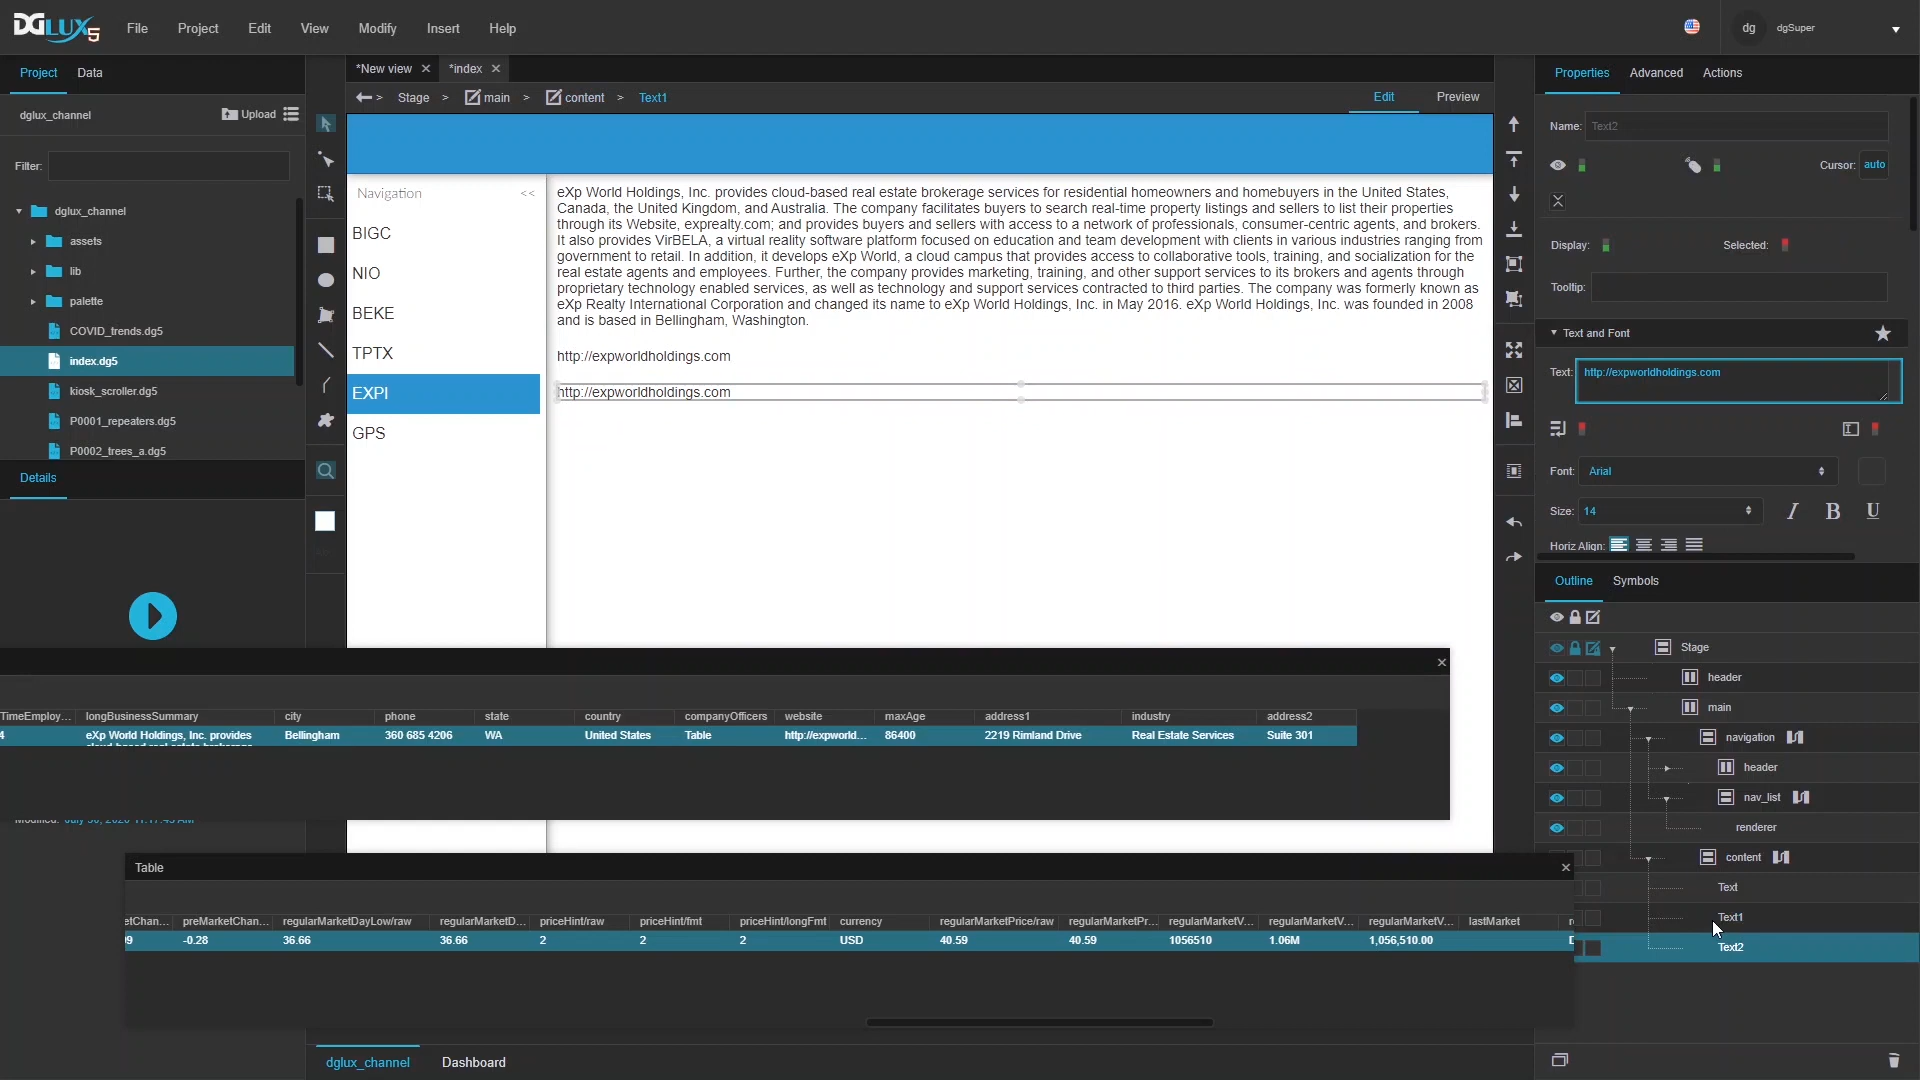 DGLUX5
File Project Edit View Modify Insert Help
dg dgSuper
Project Data
dglux_channel Upload
Filter:
dglux_channel
assets
lib
palette
COVID_trends.dg5
index.dg5
kiosk_scroller.dg5
P0001_repeaters.dg5
P0002_trees_a.dg5
Details
*New view *index
Stage > main > content > Text1
Edit Preview
Navigation <<
BIGC
NIO
BEKE
TPTX
EXPI
GPS
eXp World Holdings, Inc. provides cloud-based real estate brokerage services for residential homeowners and homebuyers in the United States,
Canada, the United Kingdom, and Australia. The company facilitates buyers to search real-time property listings and sellers to list their properties
through its Website, exprealty.com; and provides buyers and sellers with access to a network of professionals, consumer-centric agents, and brokers.
It also provides VirBELA, a virtual reality software platform focused on education and team development with clients in various industries ranging from
government to retail. In addition, it develops eXp World, a cloud campus that provides access to collaborative tools, training, and socialization for the
real estate agents and employees. Further, the company provides marketing, training, and other support services to its brokers and agents through
proprietary technology enabled services, as well as technology and support services contracted to third parties. The company was formerly known as
eXp Realty International Corporation and changed its name to eXp World Holdings, Inc. in May 2016. eXp World Holdings, Inc. was founded in 2008
and is based in Bellingham, Washington.
http://expworldholdings.com
http://expworldholdings.com
Properties Advanced Actions
Name: Text2
Cursor: auto
Display: Selected:
Tooltip:
Text and Font
Text: http://expworldholdings.com
Font: Arial
Size: 14 I B U
Horiz Align:
Outline Symbols
Stage
header
main
navigation
header
nav_list
renderer
content
Text
Text1
Text2
TimeEmploy... longBusinessSummary city phone state country companyOfficers website maxAge address1 industry address2
4 eXp World Holdings, Inc. provides Bellingham 360 685 4206 WA United States Table http://expworld... 86400 2219 Rimland Drive Real Estate Services Suite 301
Table
etChan... preMarketChan... regularMarketDayLow/raw regularMarketD... priceHint/raw priceHint/fmt priceHint/longFmt currency regularMarketPrice/raw regularMarketPr... regularMarketV... regularMarketV... regularMarketV... lastMarket
99 -0.28 36.66 36.66 2 2 2 USD 40.59 40.59 1056510 1.06M 1,056,510.00
dglux_channel Dashboard